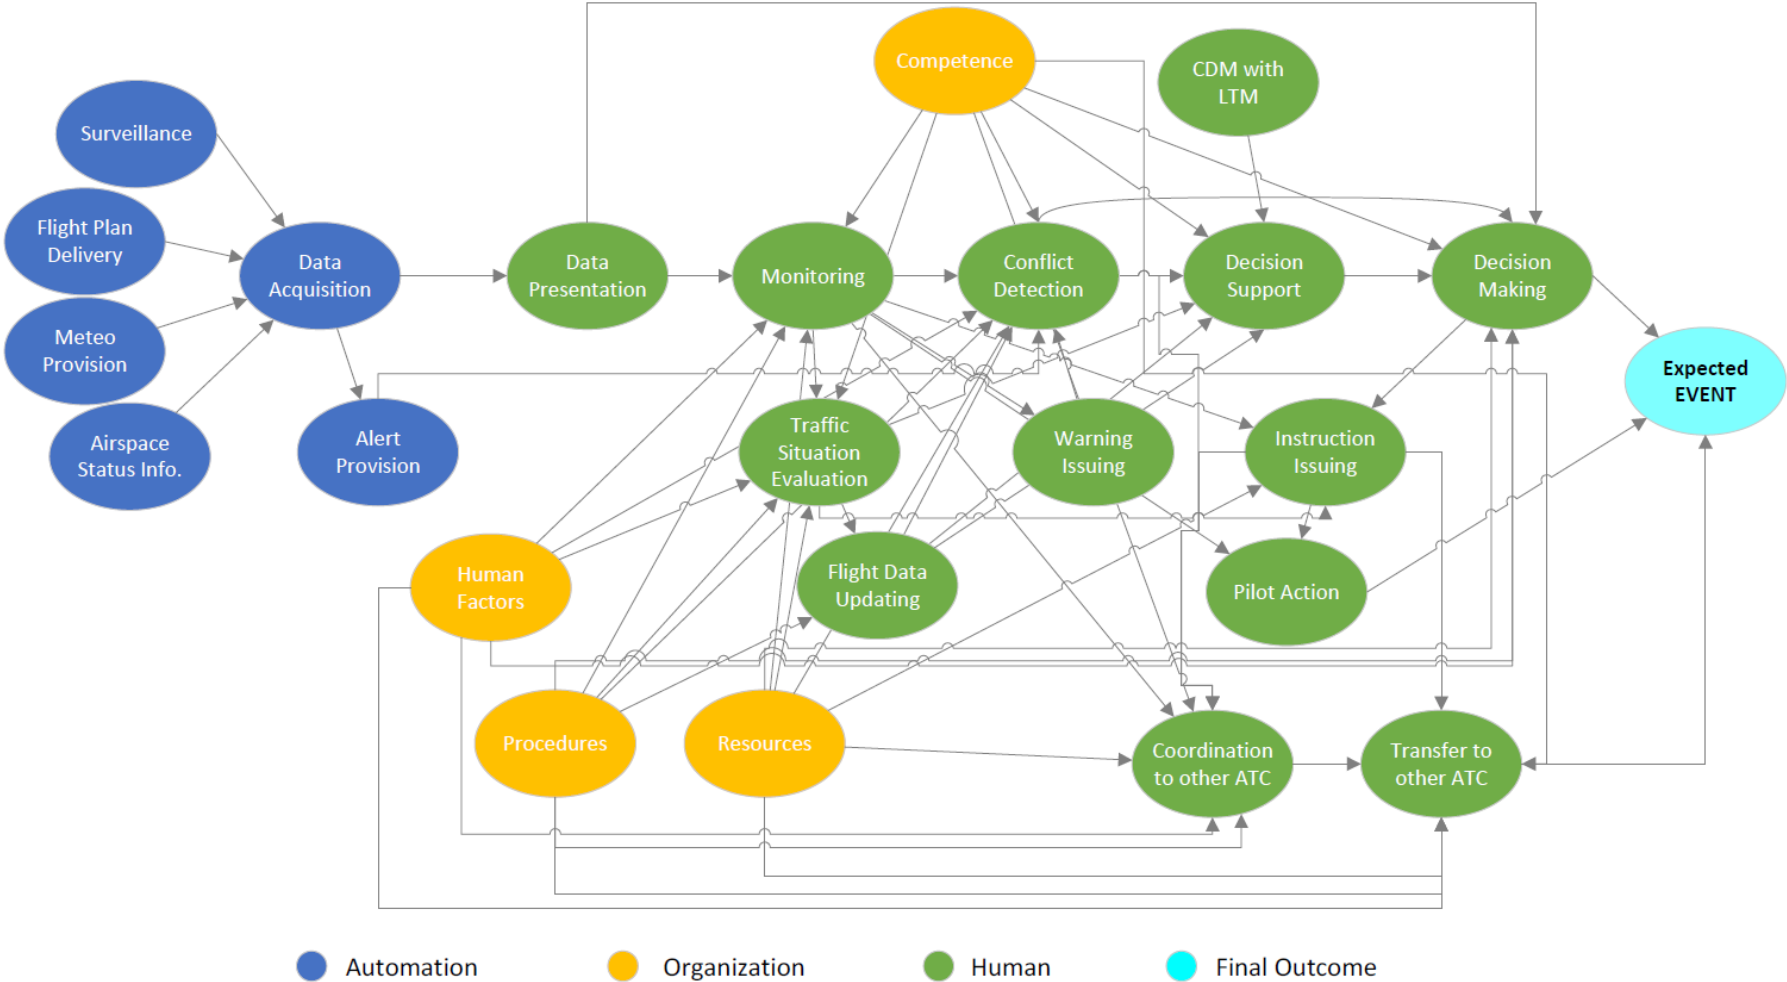 Competence
CDM with
LTM
Surveillance
Flight Plan
Delivery
Data
Acquisition
Data
Presentation
Monitoring
Conflict
Detection
Decision
Support
Decision
Making
Meteo
Provision
Expected
EVENT
Airspace
Status Info.
Alert
Provision
Traffic
Situation
Evaluation
Warning
Issuing
Instruction
Issuing
Human
Factors
Flight Data
Updating
Pilot Action
Procedures
Resources
Coordination
to other ATC
Transfer to
other ATC
Automation
Organization
Human
Final Outcome